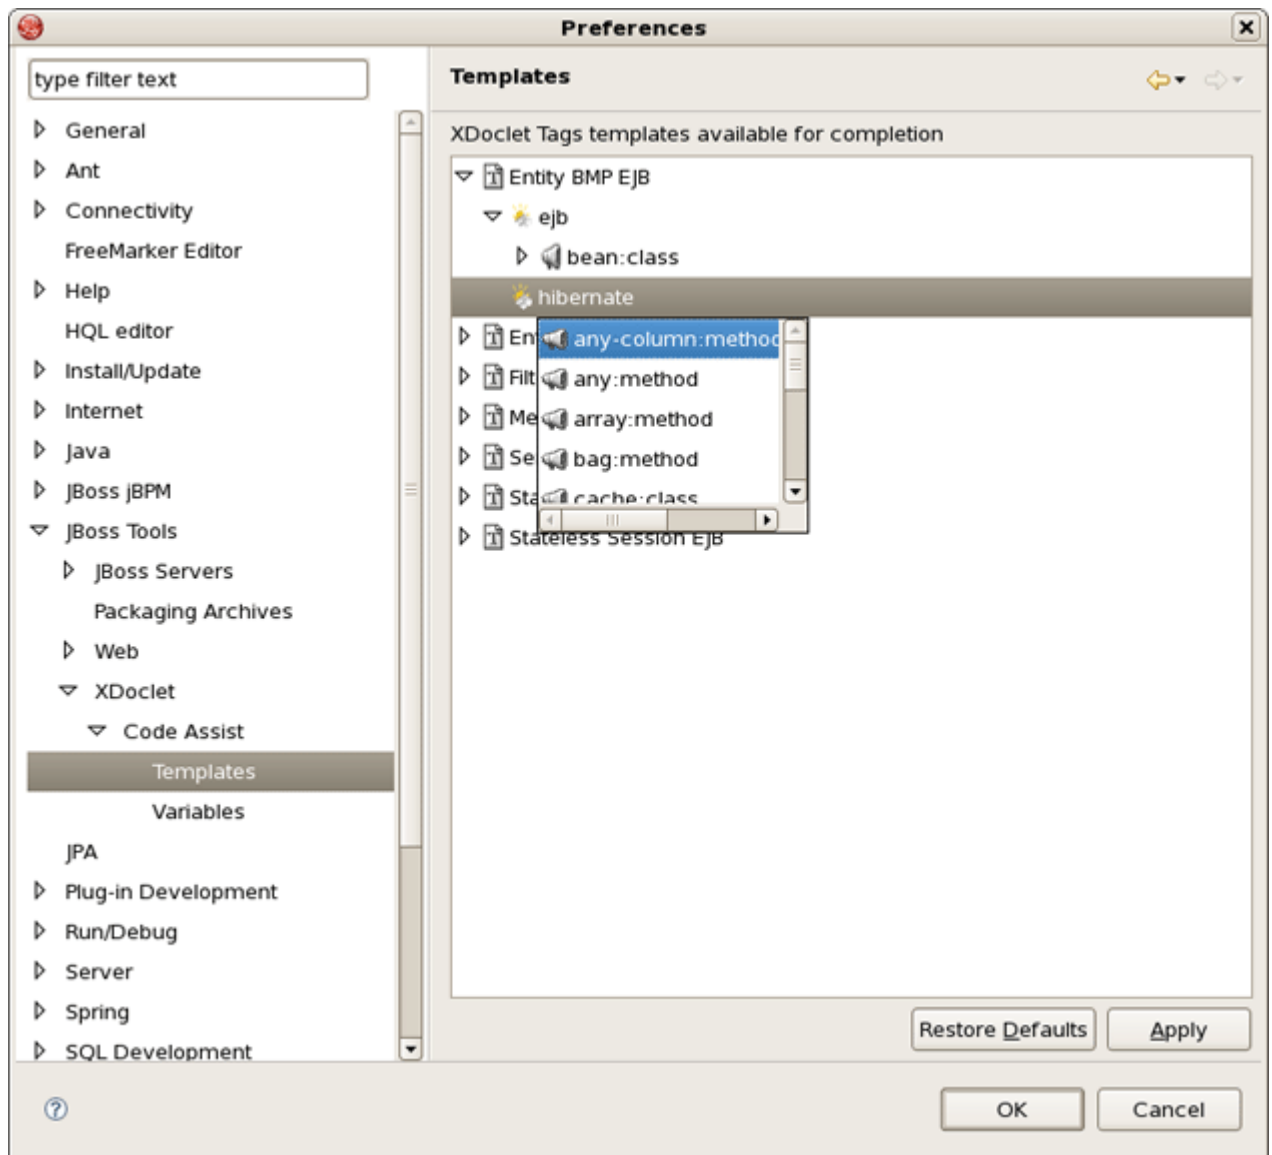 Preferences
type filter text
General
Ant
Connectivity
FreeMarker Editor
Help
HQL editor
Install/Update
Internet
Java
JBoss jBPM
JBoss Tools
JBoss Servers
Packaging Archives
Web
XDoclet
Code Assist
Templates
Variables
JPA
Plug-in Development
Run/Debug
Server
Spring
SQL Development
Templates
XDoclet Tags templates available for completion
Entity BMP EJB
ejb
bean:class
hibernate
any-column:method
any:method
array:method
bag:method
cache:class
Stateless Session EJB
Restore Defaults
Apply
OK
Cancel